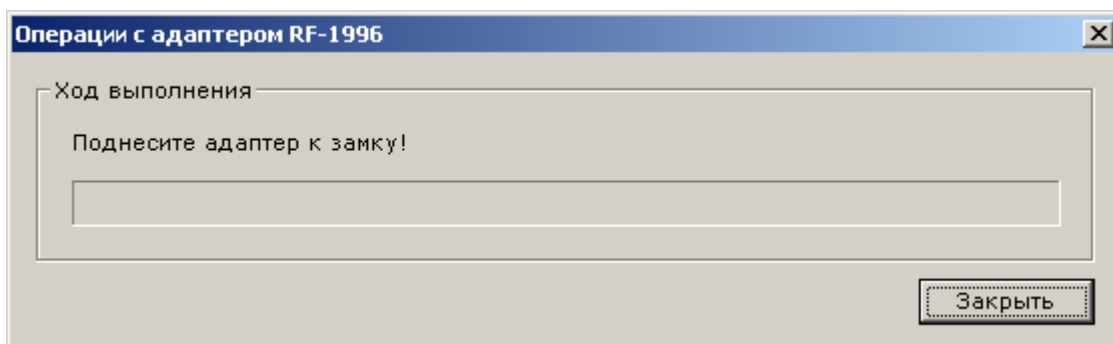 Операции с адаптером RF-1996
Ход выполнения
Поднесите адаптер к замку!
Закрыть